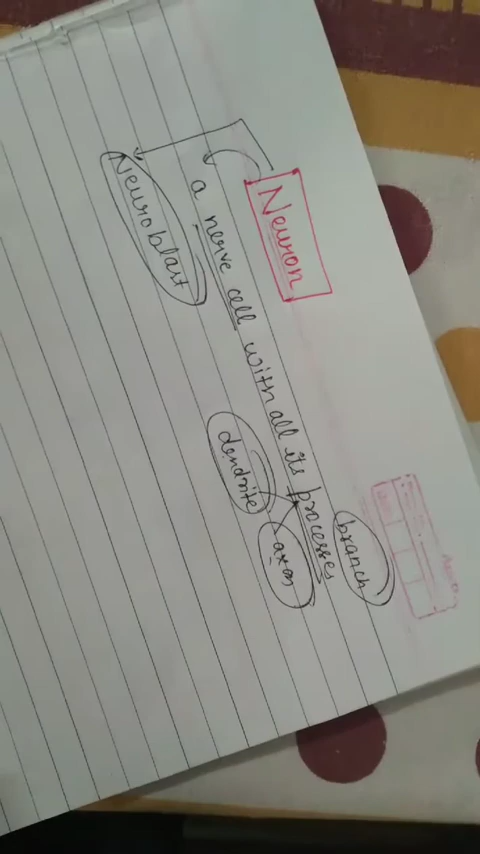 Neuron
a nerve cell with all its processes
branch
Neuroblast
dendrite
axon